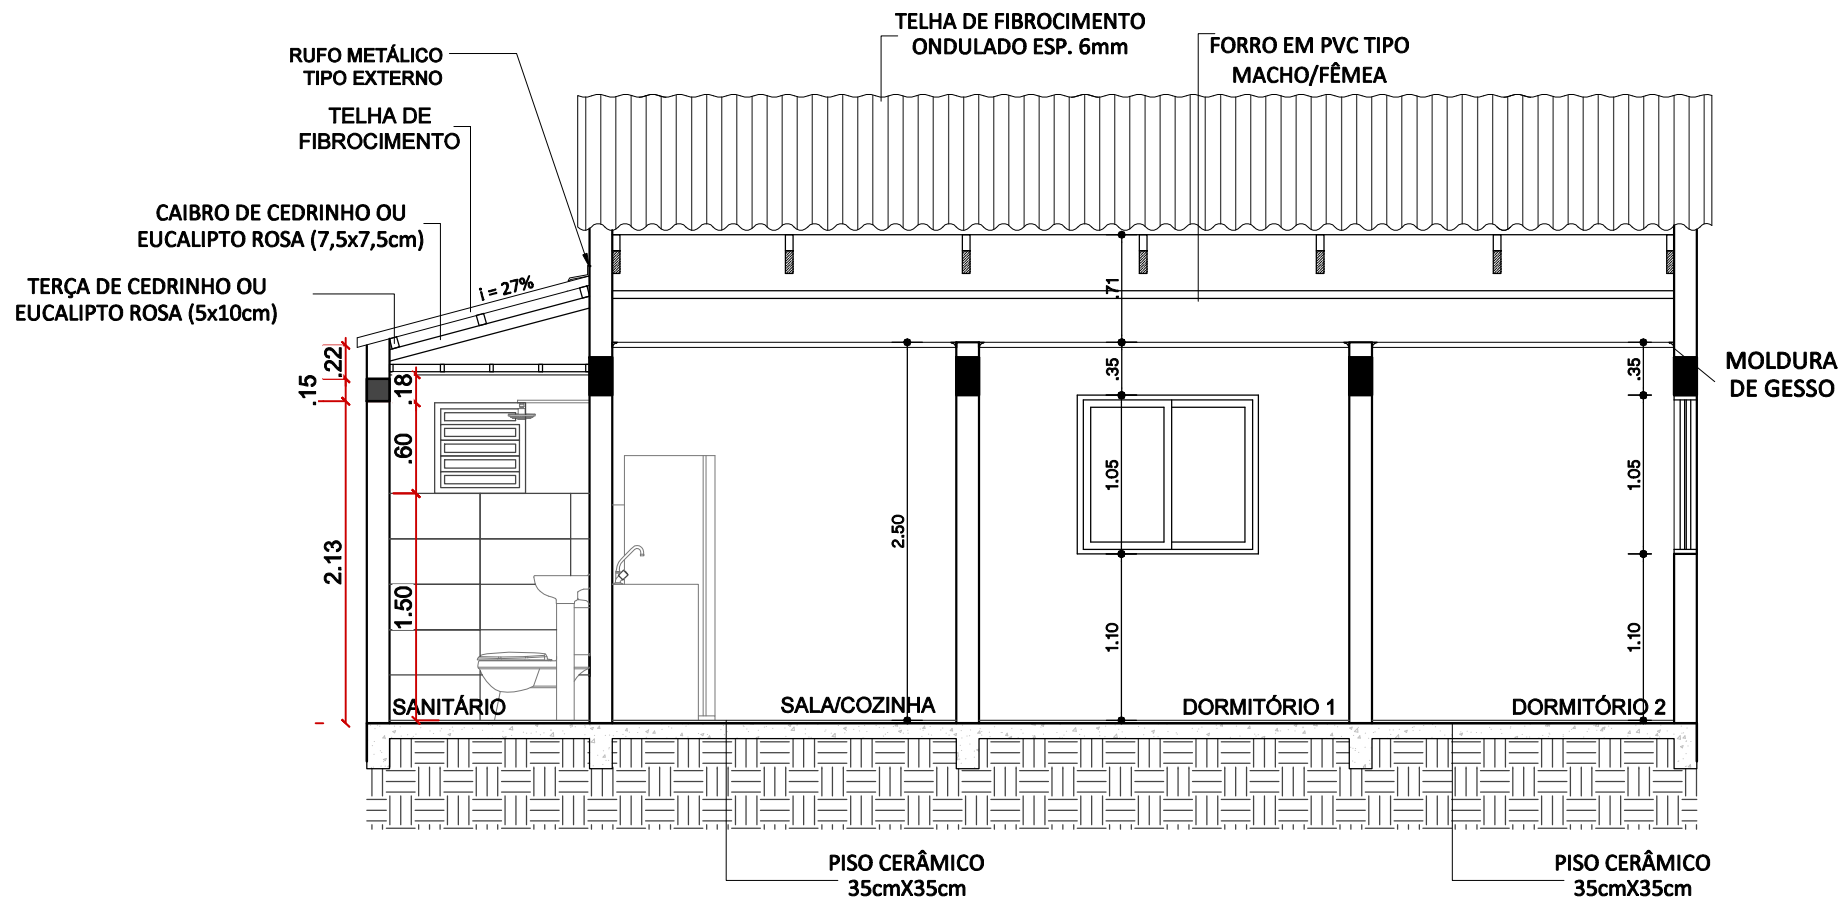 TELHA DE FIBROCIMENTO
ONDULADO ESP. 6mm
FORRO EM PVC TIPO
MACHO/FÊMEA
RUFO METÁLICO
TIPO EXTERNO
TELHA DE
FIBROCIMENTO
CAIBRO DE CEDRINHO OU
EUCALIPTO ROSA (7,5x7,5cm)
TERÇA DE CEDRINHO OU
EUCALIPTO ROSA (5x10cm)
i = 27%
.71
.22
.15
.18
.35
.35
MOLDURA
DE GESSO
.60
1.05
1.05
2.50
2.13
1.50
1.10
1.10
SANITÁRIO
SALA/COZINHA
DORMITÓRIO 1
DORMITÓRIO 2
PISO CERÂMICO
35cmX35cm
PISO CERÂMICO
35cmX35cm